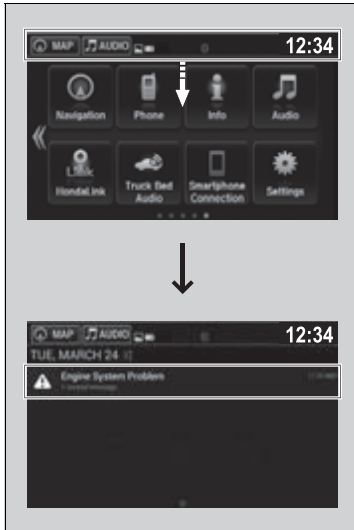 MAP AUDIO 12:34
Navigation Phone Info Audio
HondaLink Truck Bed Audio Smartphone Connection Settings
MAP AUDIO 12:34
TUE, MARCH 24
Engine System Problem